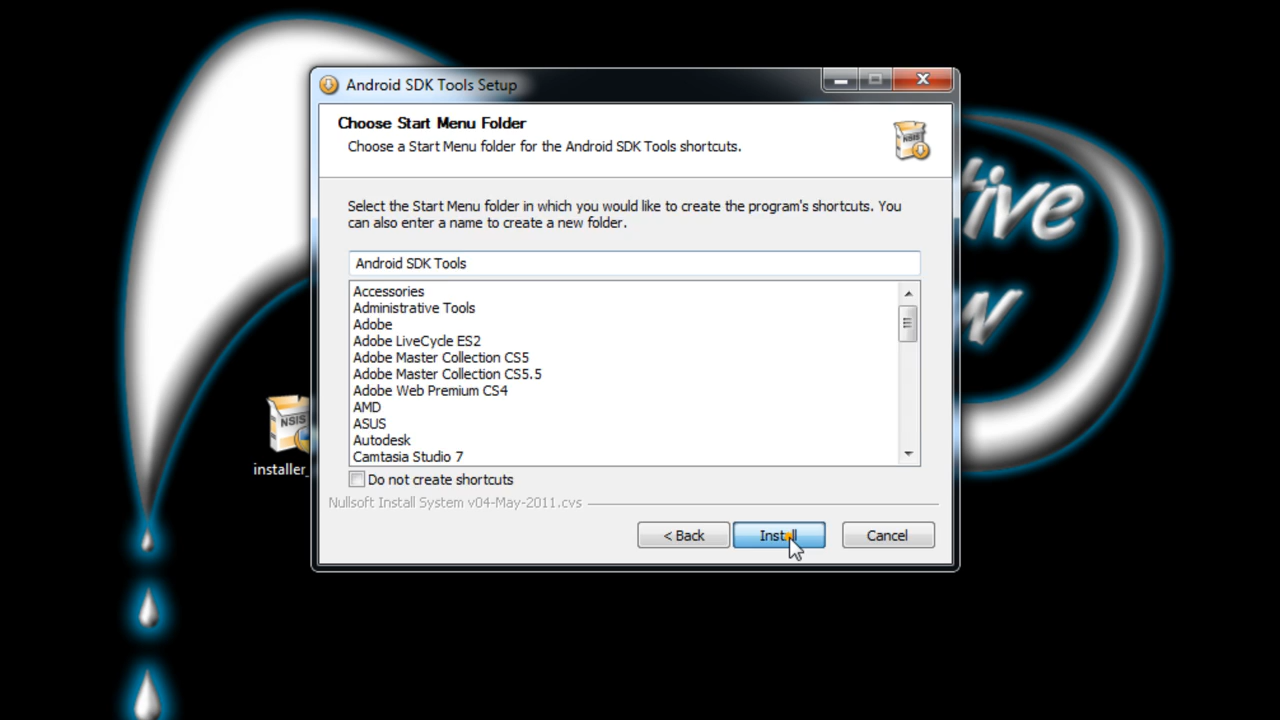 Android SDK Tools Setup
Choose Start Menu Folder
Choose a Start Menu folder for the Android SDK Tools shortcuts.
NSIS
Select the Start Menu folder in which you would like to create the program's shortcuts. You
can also enter a name to create a new folder.
Android SDK Tools
Accessories
Administrative Tools
Adobe
Adobe LiveCycle ES2
Adobe Master Collection CS5
Adobe Master Collection CS5.5
Adobe Web Premium CS4
AMD
ASUS
Autodesk
Camtasia Studio 7
Do not create shortcuts
Nullsoft Install System v04-May-2011.cvs
< Back
Install
Cancel
NSIS
installer_
tive
w